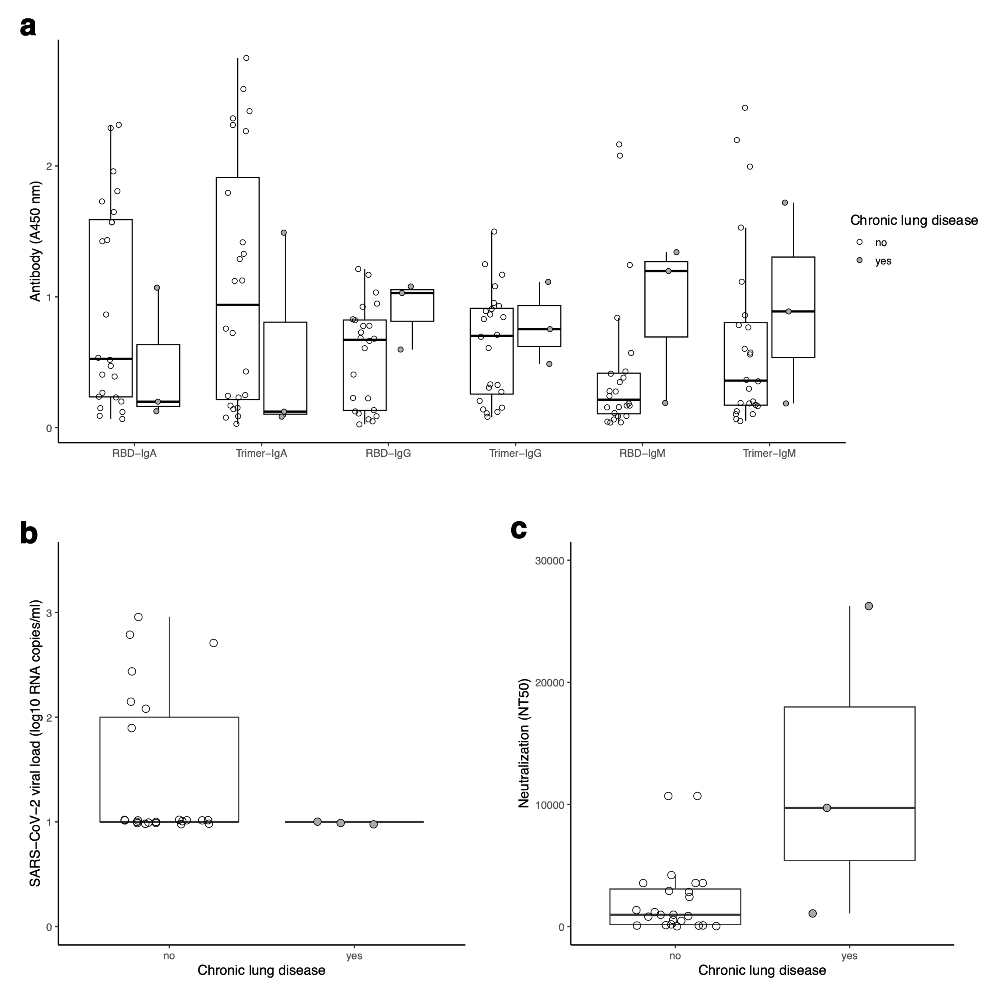 a
Antibody (A450 nm)
2
1
0
RBD−IgA
Trimer−IgA
RBD−IgG
Trimer−IgG
RBD−IgM
Trimer−IgM
Chronic lung disease
no
yes
b
SARS−CoV−2 viral load (log10 RNA copies/ml)
3
2
1
0
no
yes
Chronic lung disease
c
Neutralization (NT50)
30000
20000
10000
0
no
yes
Chronic lung disease